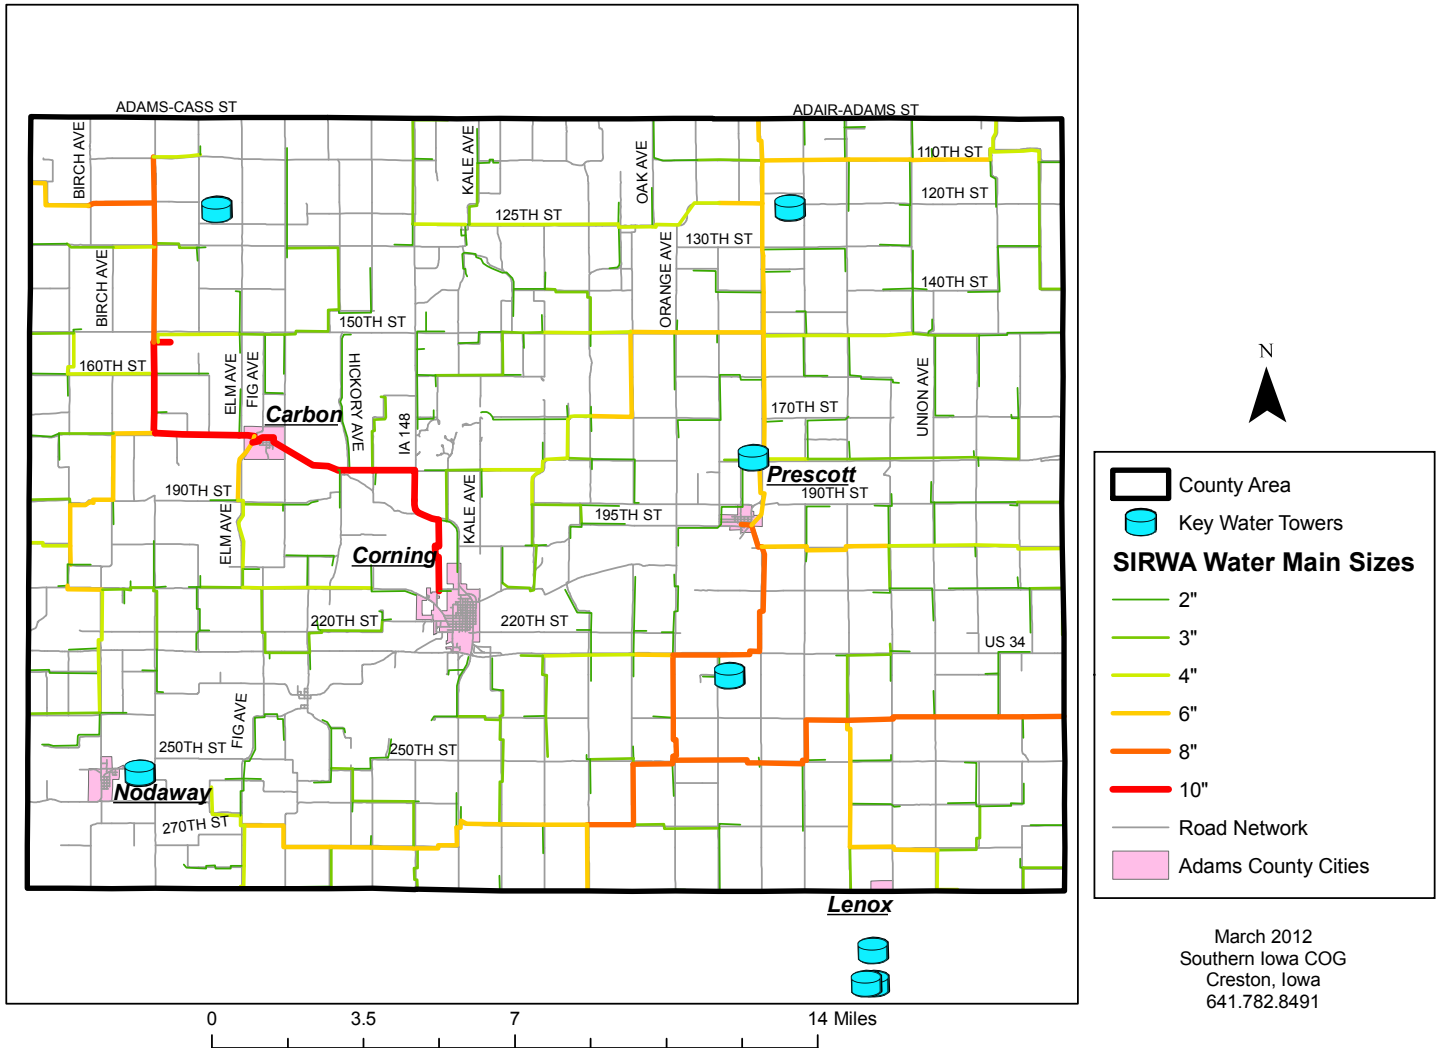 ADAMS-CASS ST
ADAIR-ADAMS ST
BIRCH AVE
KALE AVE
OAK AVE
110TH ST
120TH ST
125TH ST
130TH ST
ORANGE AVE
BIRCH AVE
140TH ST
150TH ST
160TH ST
ELM AVE
FIG AVE
HICKORY AVE
IA 148
UNION AVE
Carbon
170TH ST
Prescott
190TH ST
190TH ST
KALE AVE
195TH ST
ELM AVE
Corning
220TH ST
220TH ST
US 34
FIG AVE
250TH ST
250TH ST
Nodaway
270TH ST
Lenox
0
3.5
7
14 Miles
N
County Area
Key Water Towers
SIRWA Water Main Sizes
2"
3"
4"
6"
8"
10"
Road Network
Adams County Cities
March 2012
Southern Iowa COG
Creston, Iowa
641.782.8491